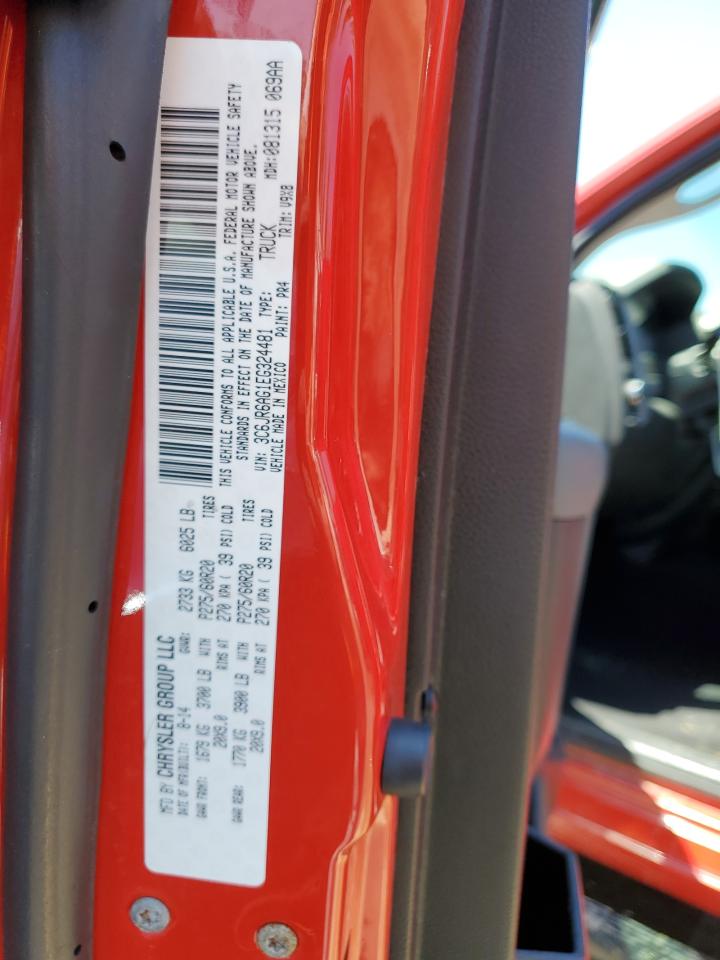 MFD BY CHRYSLER GROUP LLC
DATE OF MFR(BUILT): 8-14 GVWR: 2733 KG 6025 LB
GAWR FRONT: 1679 KG 3700 LB WITH P275/60R20 TIRES
20X9.0 RIMS AT 270 KPA ( 39 PSI) COLD
GAWR REAR: 1770 KG 3900 LB WITH P275/60R20 TIRES
20X9.0 RIMS AT 270 KPA ( 39 PSI) COLD
THIS VEHICLE CONFORMS TO ALL APPLICABLE U.S.A. FEDERAL MOTOR VEHICLE SAFETY
STANDARDS IN EFFECT ON THE DATE OF MANUFACTURE SHOWN ABOVE.
VIN: 3C6JR6AG1EG324481 TYPE: TRUCK MDH:081315 069AA
VEHICLE MADE IN MEXICO PAINT: PR4 TRIM: V9X8